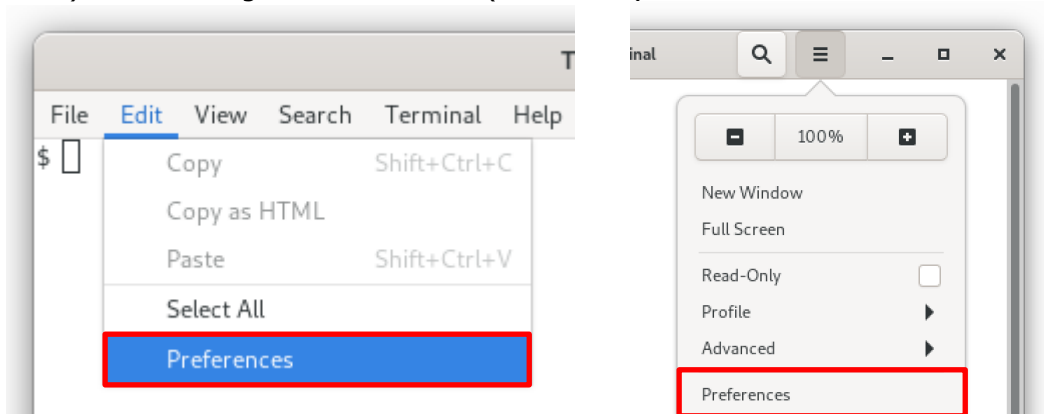 T
File Edit View Search Terminal Help
$
Copy Shift+Ctrl+C
Copy as HTML
Paste Shift+Ctrl+V
Select All
Preferences
inal
100%
New Window
Full Screen
Read-Only
Profile
Advanced
Preferences